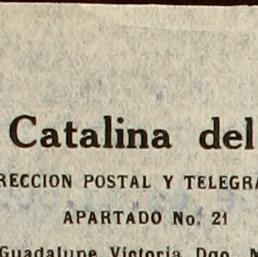 Catalina del
RECCION POSTAL Y TELEGRA
APARTADO No. 21
Guadalupe Victoria Dgo. M